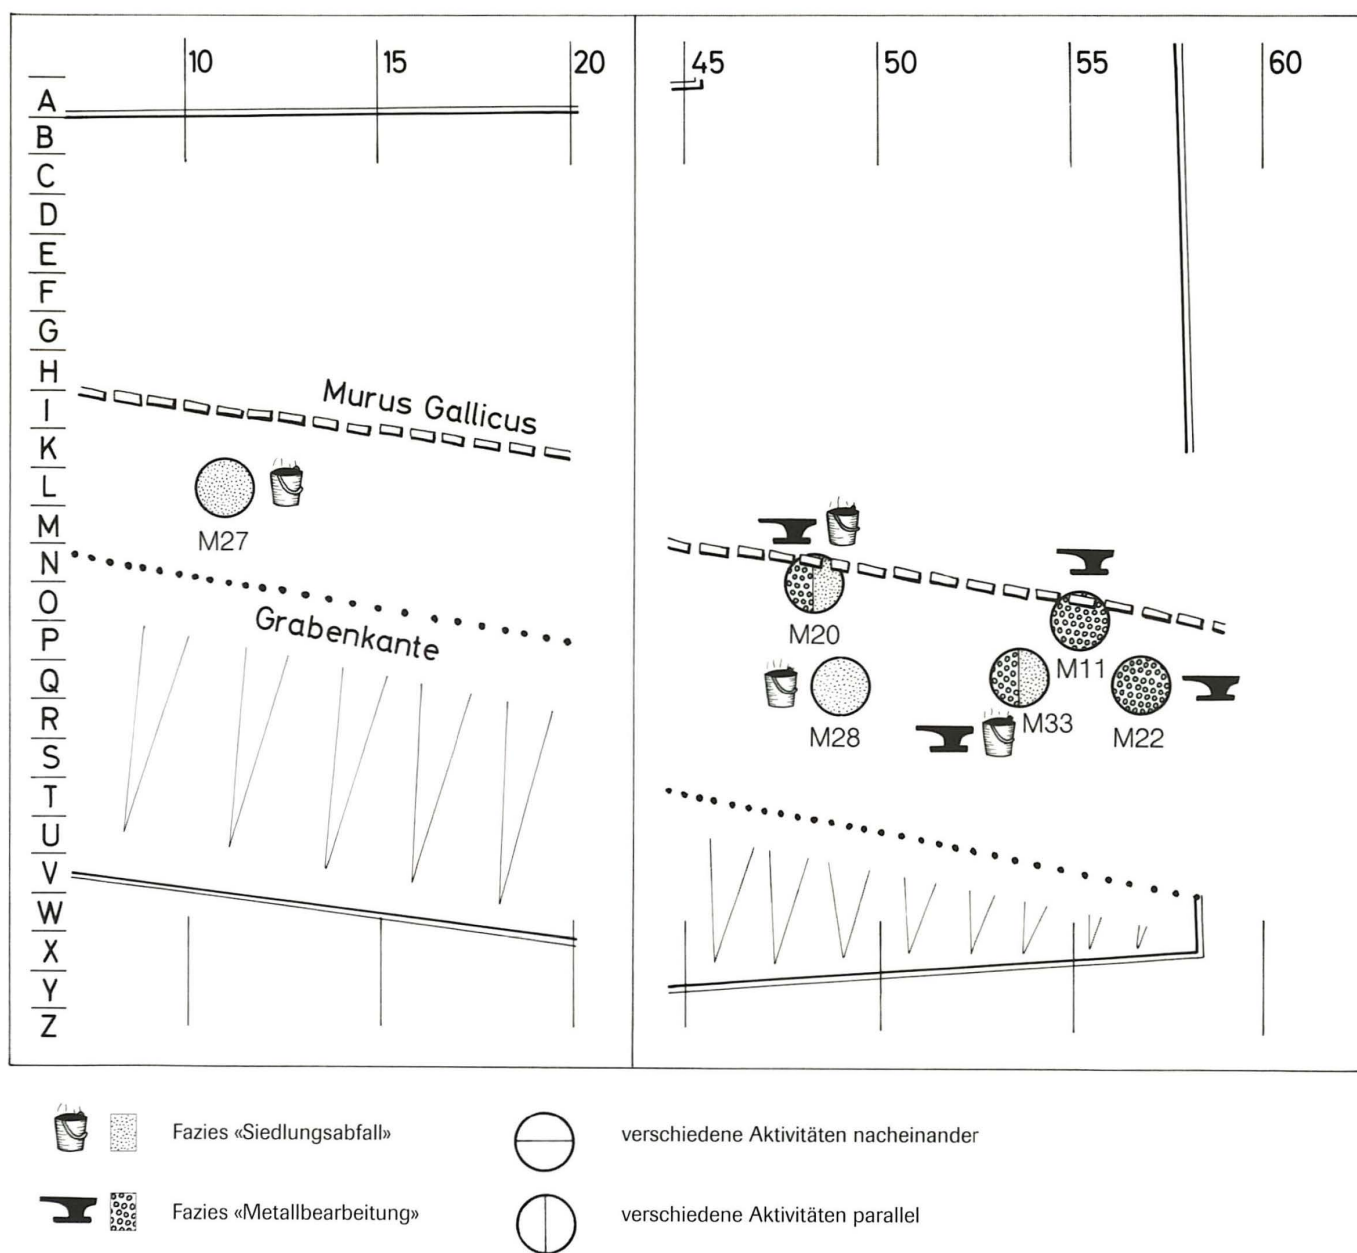 10 15 20 45 50 55 60
A
B
C
D
E
F
G
H
I
K
L
M
N
O
P
Q
R
S
T
U
V
W
X
Y
Z
Murus Gallicus
M27
Grabenkante
M20
M11
M28
M33
M22
Fazies «Siedlungsabfall»
verschiedene Aktivitäten nacheinander
Fazies «Metallbearbeitung»
verschiedene Aktivitäten parallel